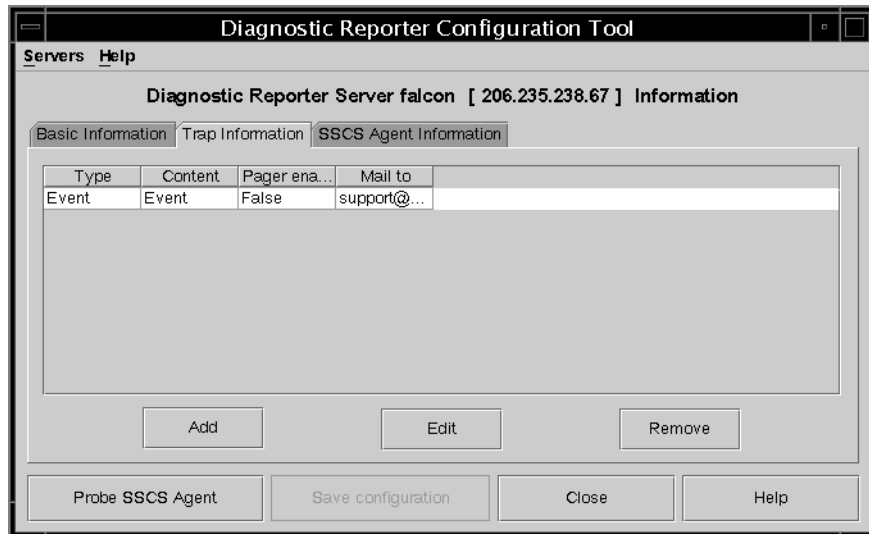 Diagnostic Reporter Configuration Tool
Servers Help
Diagnostic Reporter Server falcon [ 206.235.238.67 ] Information
Basic Information Trap Information SSCS Agent Information
Type Content Pager ena... Mail to
Event Event False support@...
Add Edit Remove
Probe SSCS Agent Save configuration Close Help